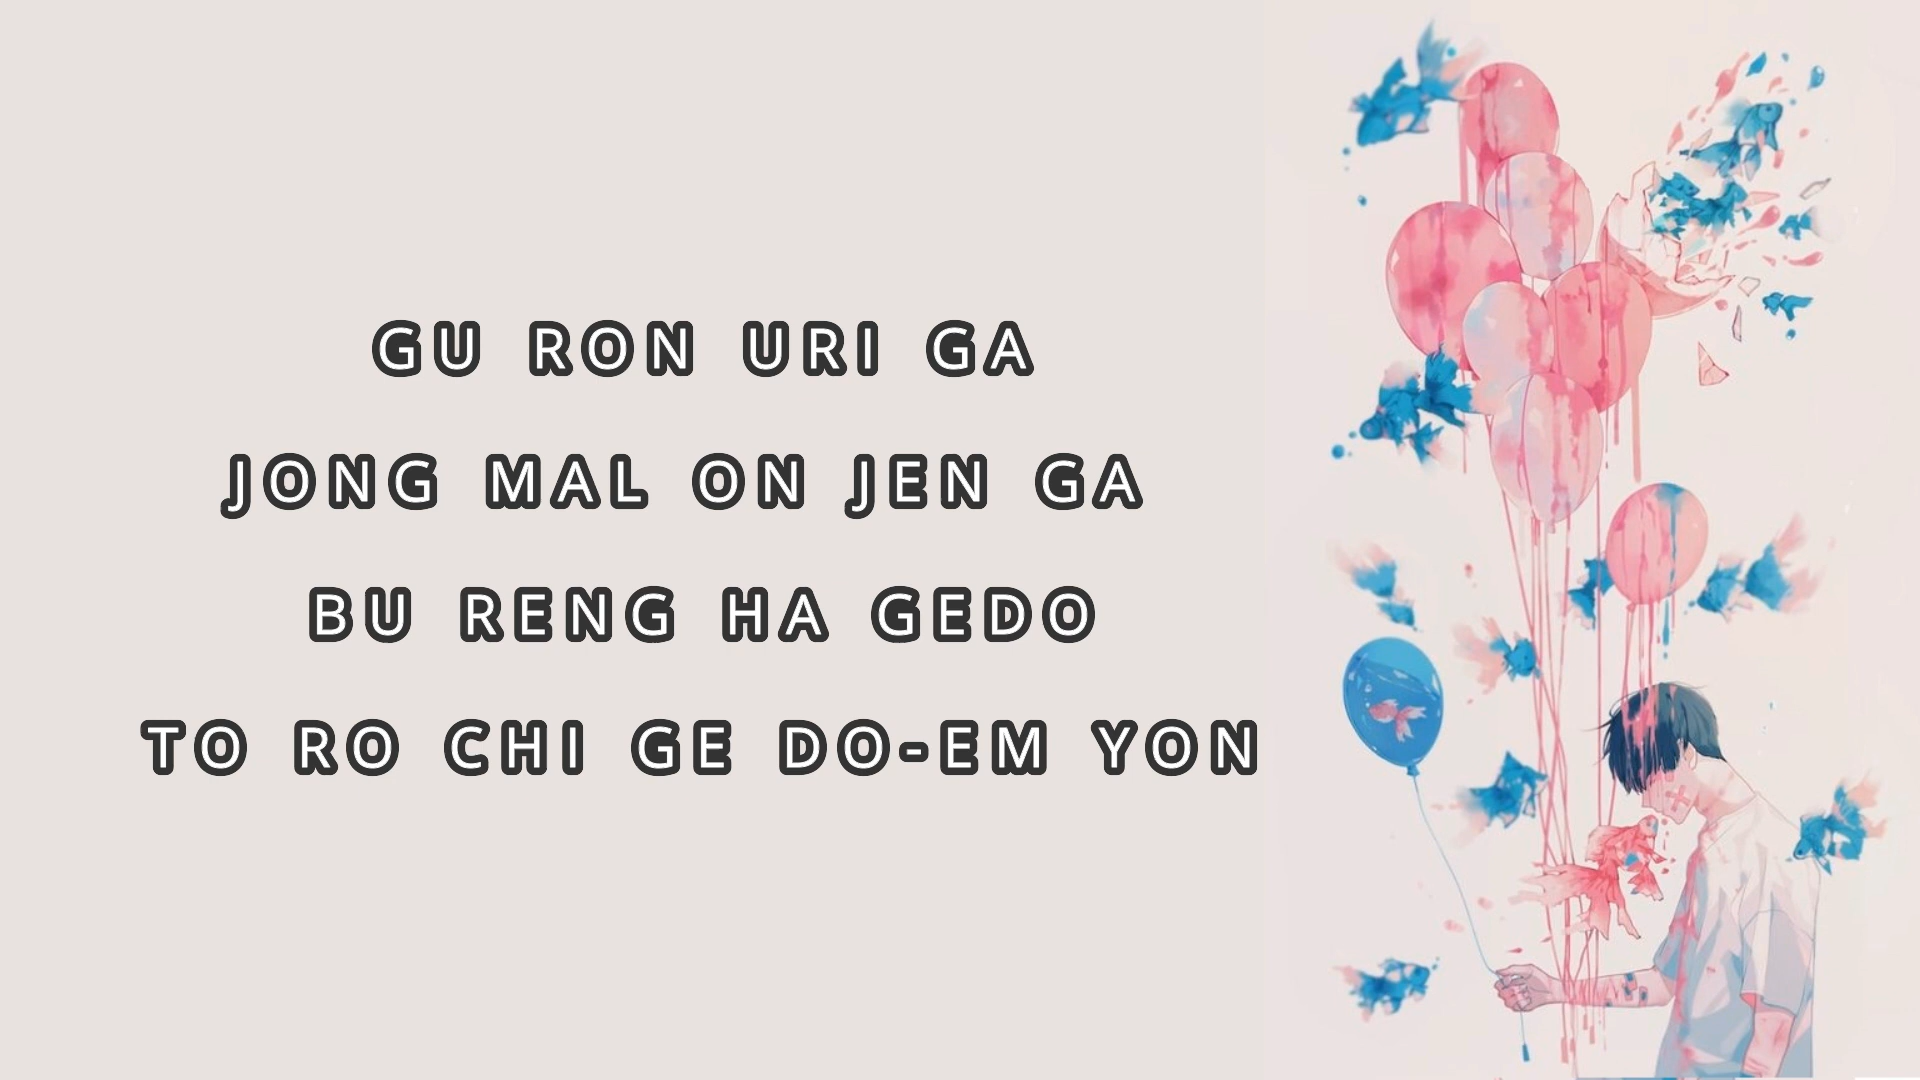 GU RON URI GA
JONG MAL ON JEN GA
BU RENG HA GEDO
TO RO CHI GE DO-EM YON